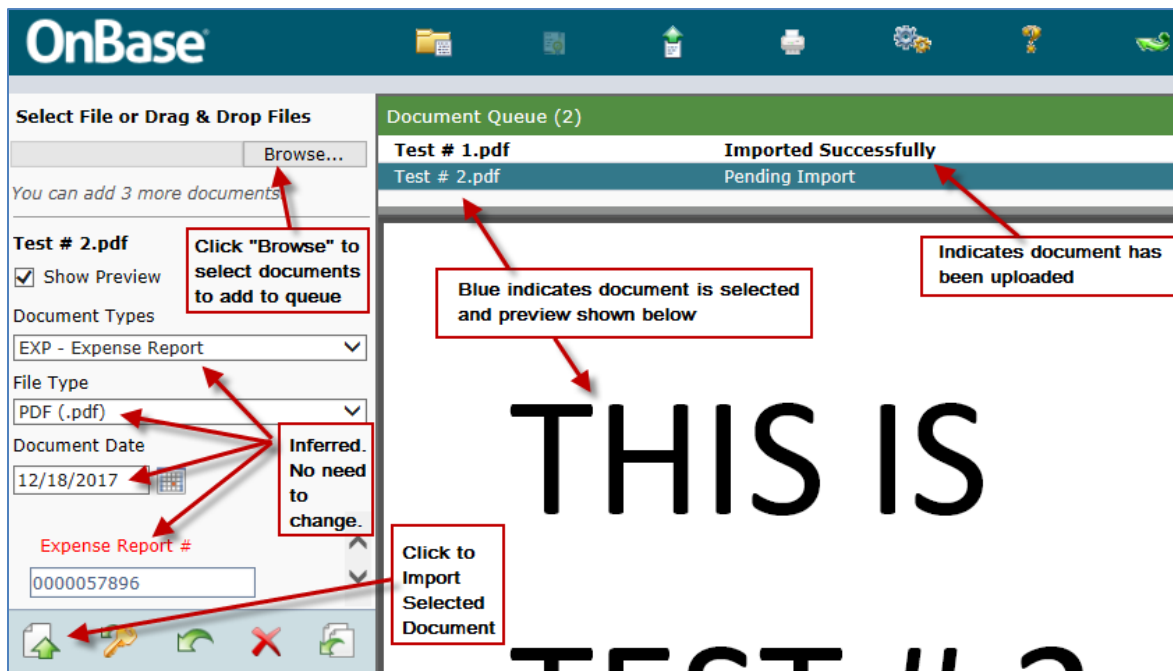 OnBase
Select File or Drag & Drop Files
Browse...
You can add 3 more documents
Test # 2.pdf
Show Preview
Click "Browse" to
select documents
to add to queue
Document Types
EXP - Expense Report
File Type
PDF (.pdf)
Document Date
12/18/2017
Inferred.
No need
to
change.
Expense Report #
0000057896
Document Queue (2)
Test # 1.pdf Imported Successfully
Test # 2.pdf Pending Import
Indicates document has
been uploaded
Blue indicates document is selected
and preview shown below
Click to
Import
Selected
Document
THIS IS
TEST # 2